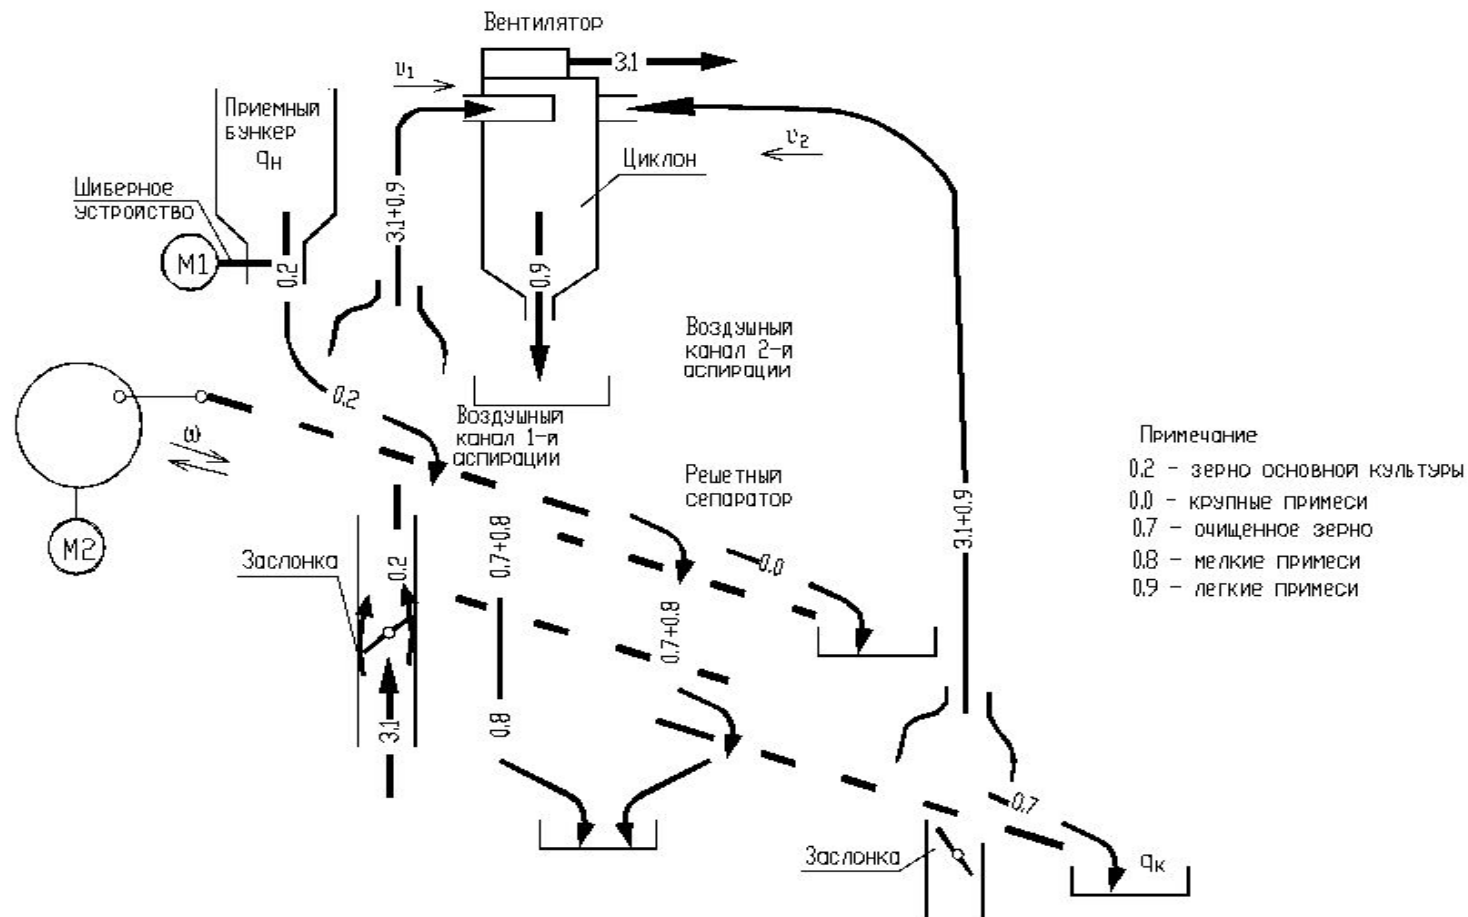 Вентилятор
3.1
υ1
Приемный
бункер
qн
υ2
Циклон
Шиберное
устройство
М1
0.2
3.1+0.9
0.9
Воздушный
канал 2-й
аспирации
0.2
Воздушный
канал 1-й
аспирации
ω
Решетный
сепаратор
М2
Заслонка
0.2
0.7+0.8
0.0
0.7+0.8
3.1+0.9
3.1
0.8
0.7
Заслонка
qк
Примечание
0.2 - зерно основной культуры
0.0 - крупные примеси
0.7 - очищенное зерно
0.8 - мелкие примеси
0.9 - легкие примеси